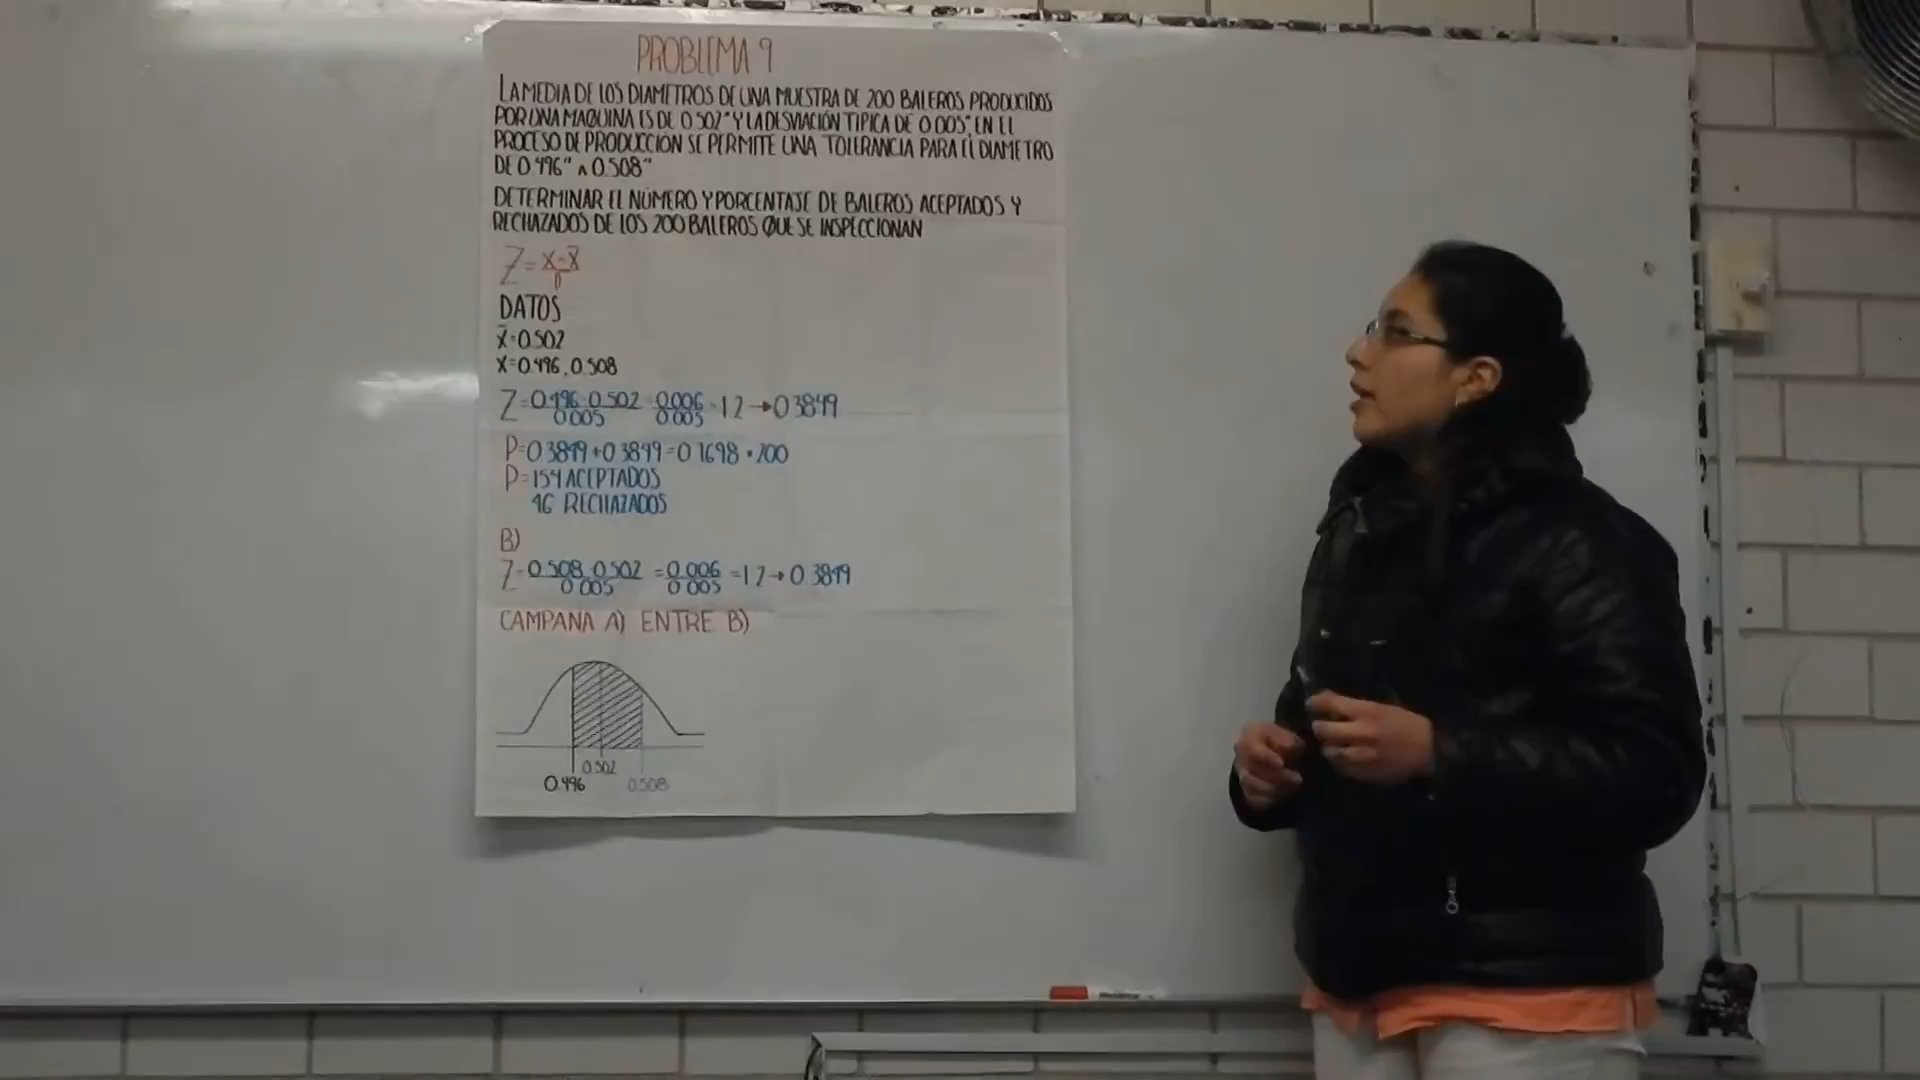 PROBLEMA 9
LA MEDIA DE LOS DIAMETROS DE UNA MUESTRA DE 200 BALEROS PRODUCIDOS
POR UNA MAQUINA ES DE 0.502" Y LA DESVIACIÓN TIPICA DE 0.005", EN EL
PROCESO DE PRODUCCIÓN SE PERMITE UNA TOLERANCIA PARA EL DIAMETRO
DE 0.496" A 0.508"
DETERMINAR EL NÚMERO Y PORCENTAJE DE BALEROS ACEPTADOS Y
RECHAZADOS DE LOS 200 BALEROS QUE SE INSPECCIONAN
Z = X - X̄
DATOS
X̄ = 0.502
X = 0.496, 0.508
Z = 0.496 - 0.502 0.006 = 1.2 → 0.3849
0.005 0.005
P = 0.3849 + 0.3849 = 0.7698 * 200
P = 154 ACEPTADOS
46 RECHAZADOS
B)
Z = 0.508 - 0.502 = 0.006 = 1.2 → 0.3849
0.005 0.005
CAMPANA A) ENTRE B)
0.502
0.496 0.508